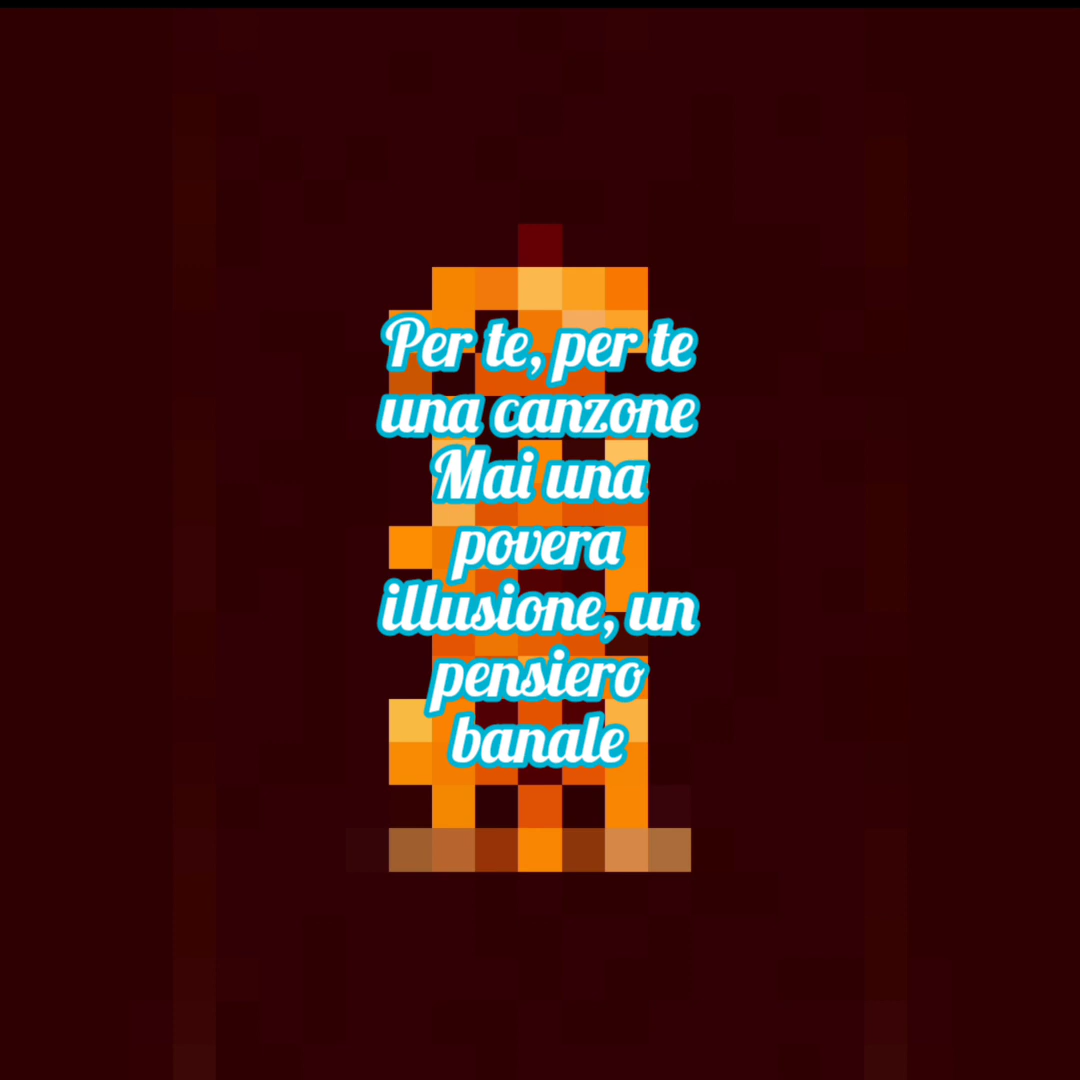 Per te, per te
una canzone
Mai una
povera
illusione, un
pensiero
banale